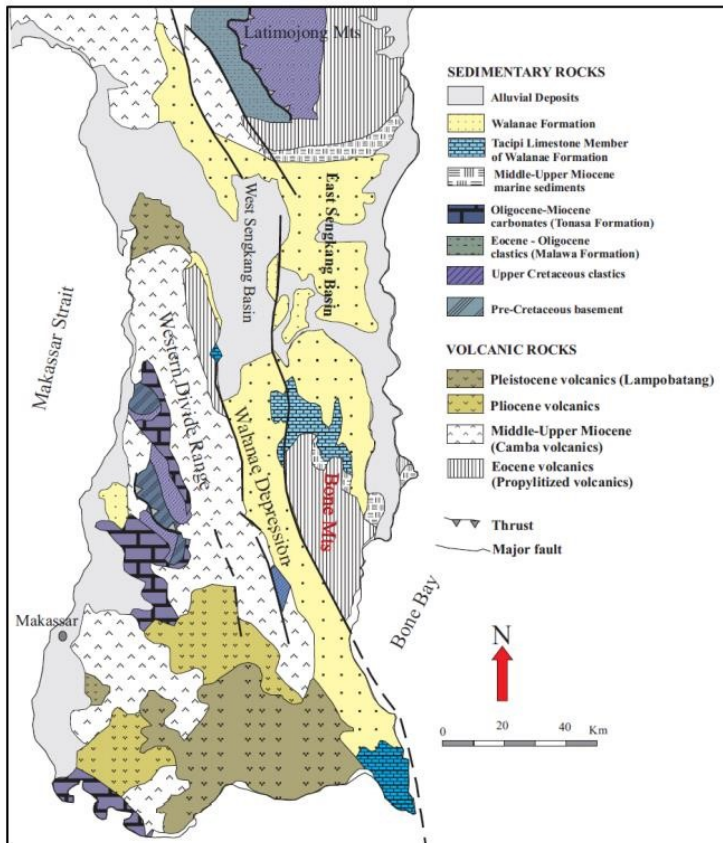 Latimojong Mts
West Sengkang Basin
East Sengkang Basin
Makassar Strait
Western Divide Range
Walanae Depression
Bone Mts
Makassar
Bone Bay
SEDIMENTARY ROCKS
Alluvial Deposits
Walanae Formation
Tacipi Limestone Member
of Walanae Formation
Middle-Upper Miocene
marine sediments
Oligocene-Miocene
carbonates (Tonasa Formation)
Eocene - Oligocene
clastics (Malawa Formation)
Upper Cretaceous clastics
Pre-Cretaceous basement
VOLCANIC ROCKS
Pleistocene volcanics (Lampobatang)
Pliocene volcanics
Middle-Upper Miocene
(Camba volcanics)
Eocene volcanics
(Propylitized volcanics)
Thrust
Major fault
N
0 20 40 Km